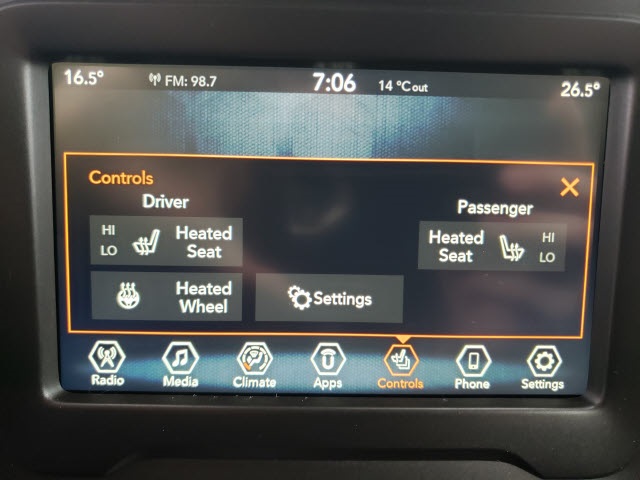 16.5° FM: 98.7 7:06 14 °C out 26.5°
Controls
Driver
Passenger
HI
LO
Heated
Seat
Heated
Seat
HI
LO
Heated
Wheel
Settings
Radio Media Climate Apps Controls Phone Settings